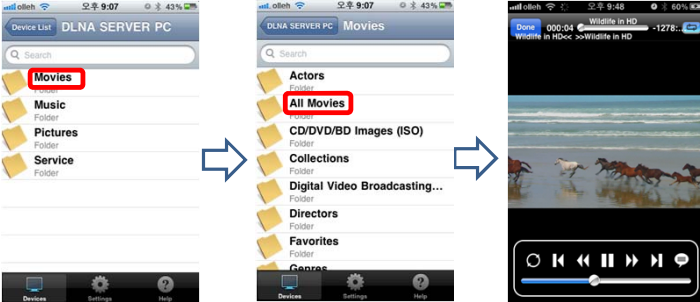 olleh 오후 9:07 43%
Device List DLNA SERVER PC
Search
Movies
Folder
Music
Folder
Pictures
Folder
Service
Folder
Devices Settings Help
olleh 오후 9:07 43%
DLNA SERVER PC Movies
Search
Actors
Folder
All Movies
Folder
CD/DVD/BD Images (ISO)
Folder
Collections
Folder
Digital Video Broadcasting...
Folder
Directors
Folder
Favorites
Folder
Genres
Devices Settings Help
olleh 오후 9:48 60%
Wildlife in HD
Done 000:04 -1278:..
Wildlife in HD<< >>Wildlife in HD